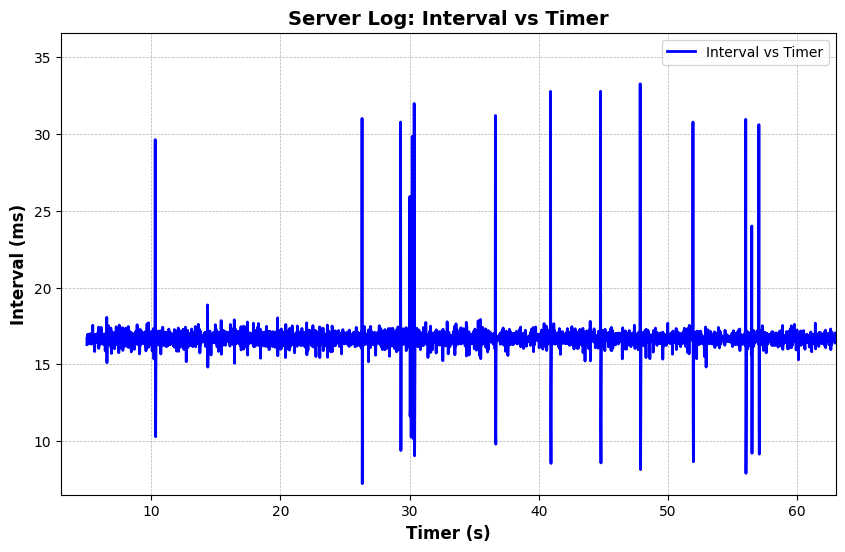 Server Log: Interval vs Timer
Interval vs Timer
35
30
25
20
15
10
Interval (ms)
10 20 30 40 50 60
Timer (s)